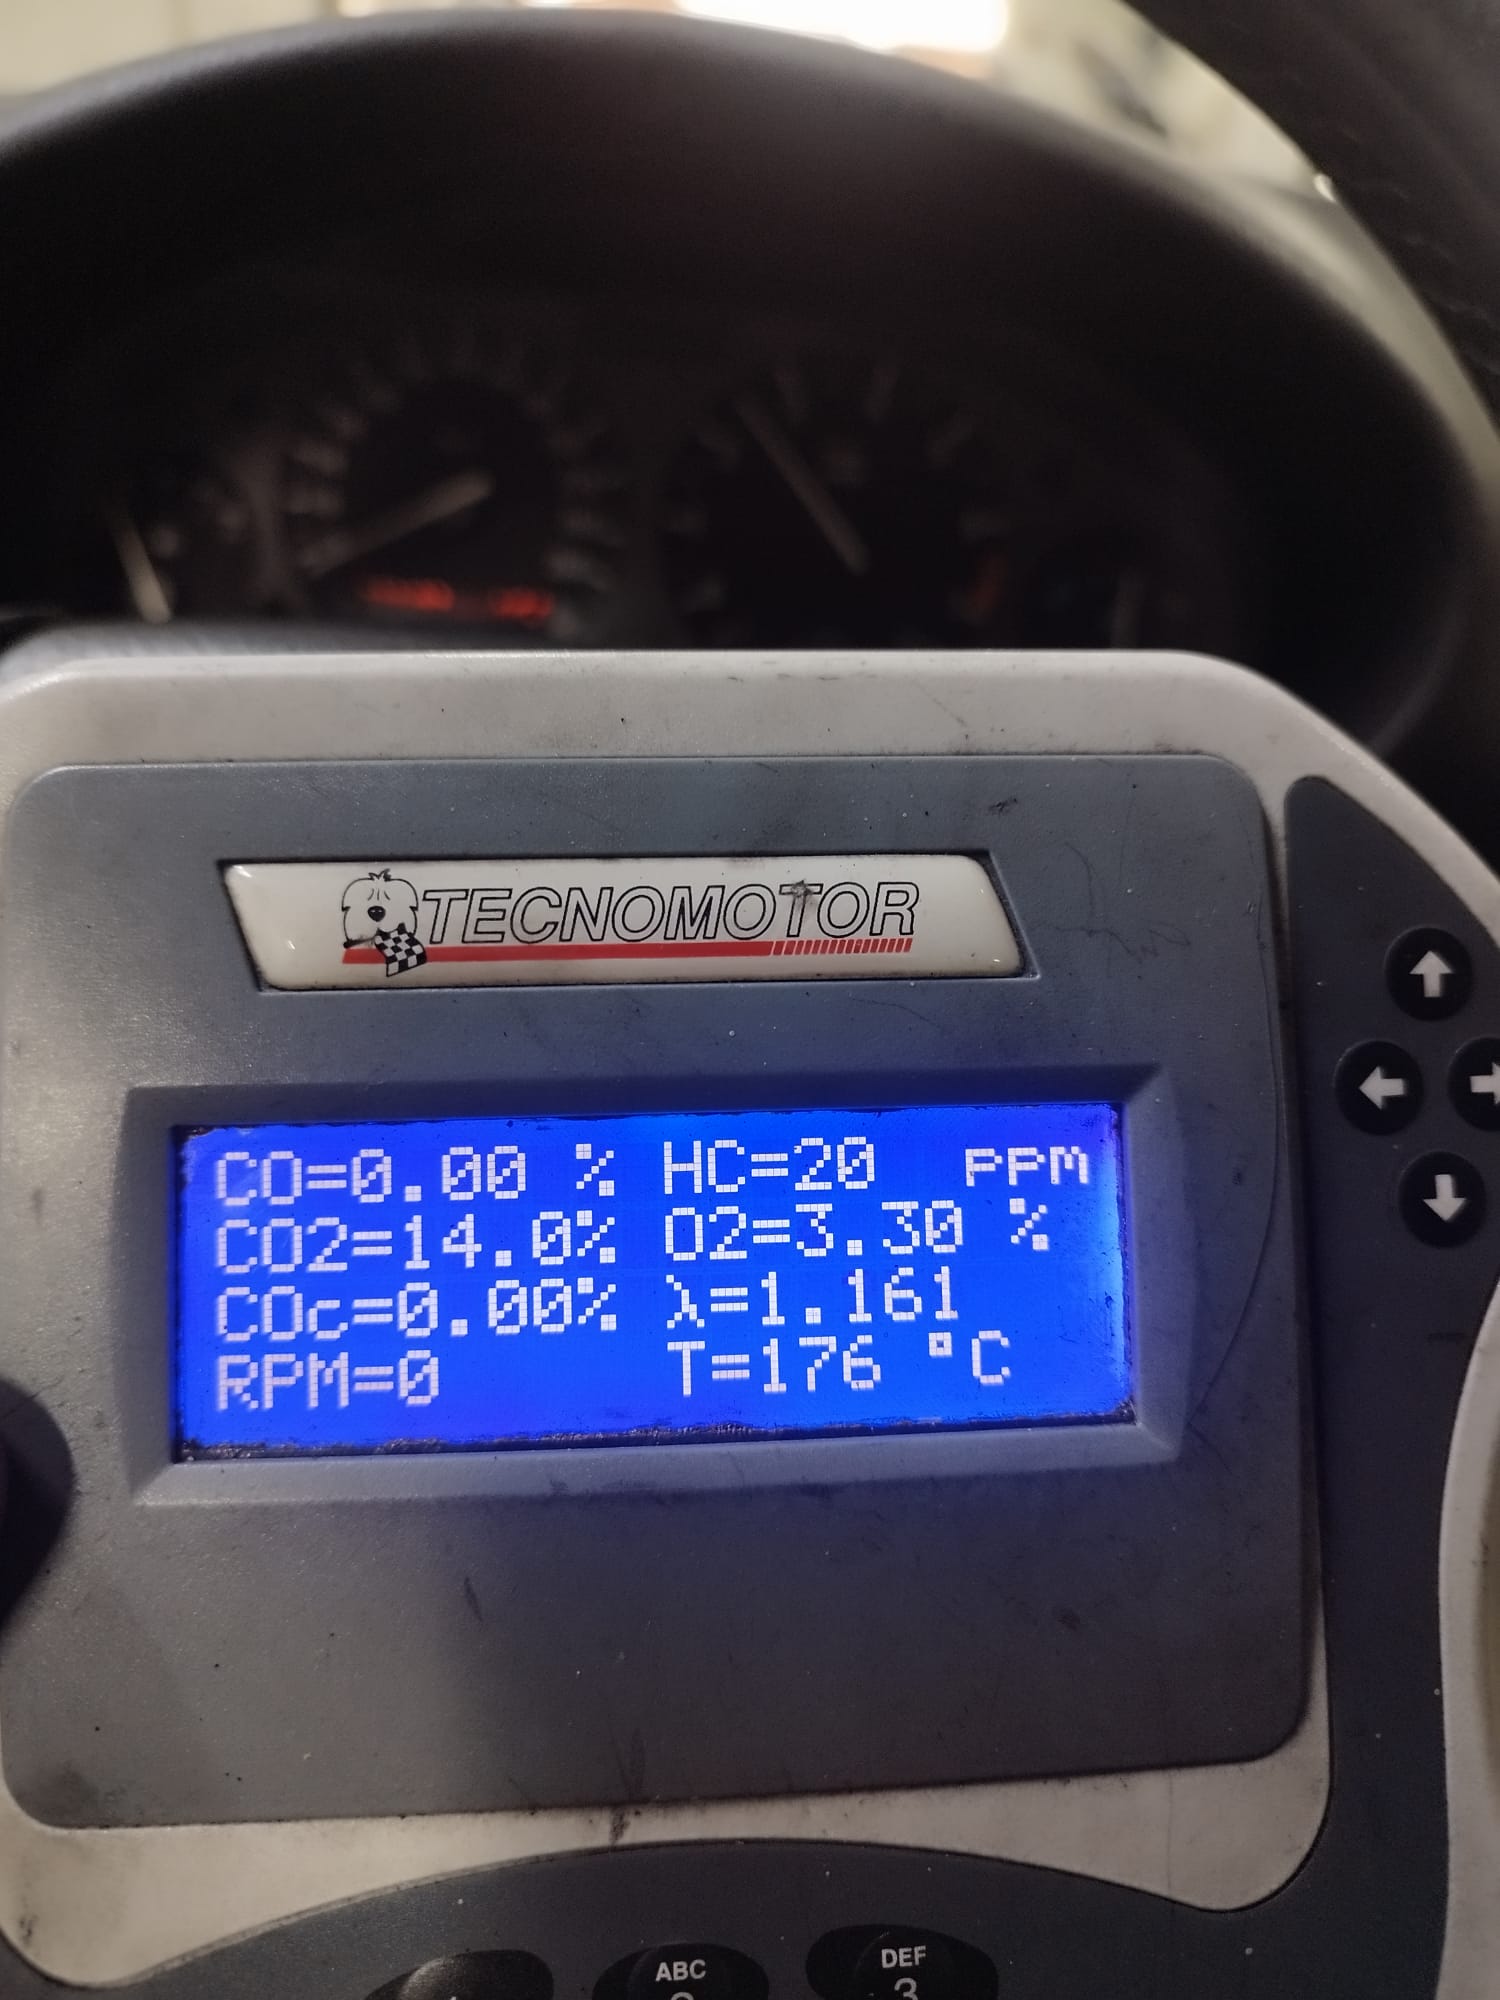 TECNOMOTOR
CO=0.00 % HC=20 PPM
CO2=14.0% O2=3.30 %
COc=0.00% λ=1.161
RPM=0 T=176 °C
ABC
DEF
3